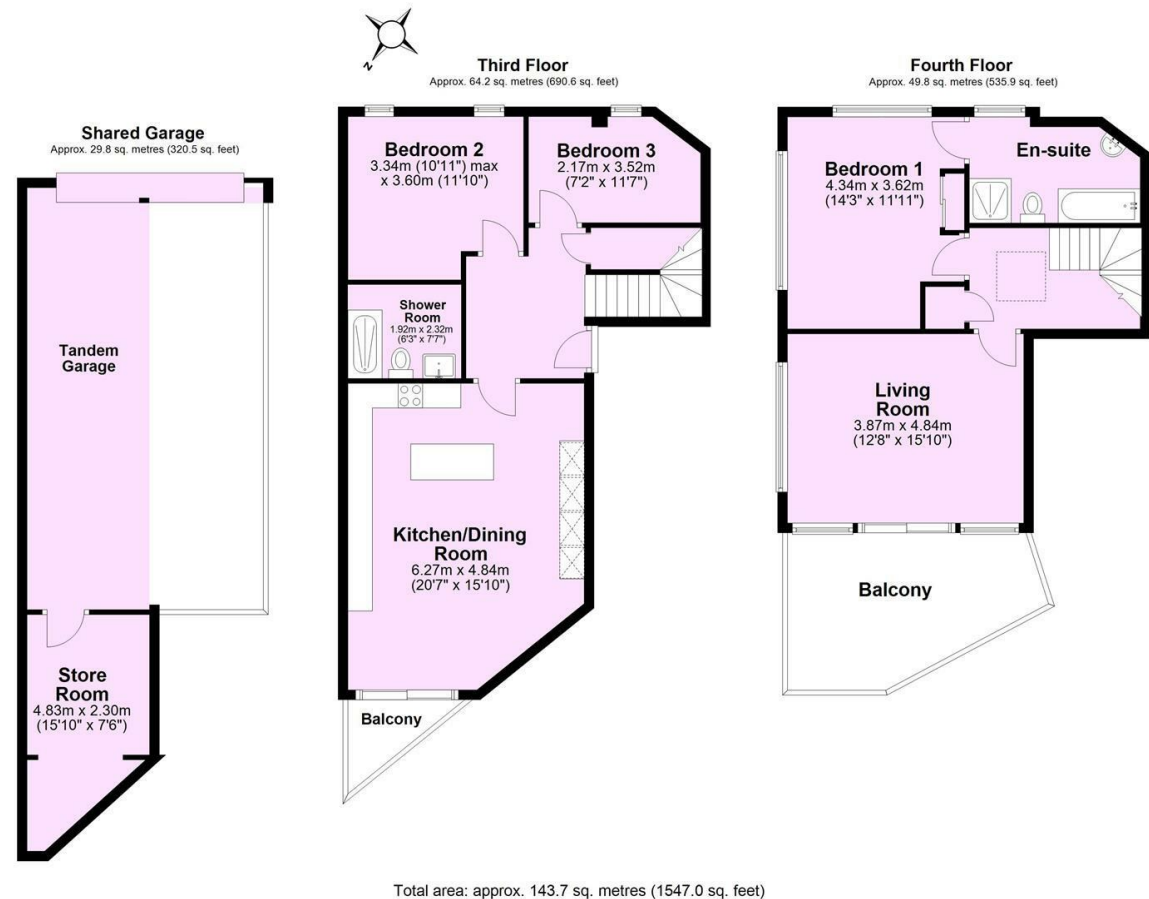 Shared Garage
Approx. 29.8 sq. metres (320.5 sq. feet)
Tandem
Garage
Store
Room
4.83m x 2.30m
(15'10" x 7'6")
N
Third Floor
Approx. 64.2 sq. metres (690.6 sq. feet)
Bedroom 2
3.34m (10'11") max
x 3.60m (11'10")
Bedroom 3
2.17m x 3.52m
(7'2" x 11'7")
Shower
Room
1.92m x 2.32m
(6'3" x 7'7")
Kitchen/Dining
Room
6.27m x 4.84m
(20'7" x 15'10")
Balcony
Fourth Floor
Approx. 49.8 sq. metres (535.9 sq. feet)
Bedroom 1
4.34m x 3.62m
(14'3" x 11'11")
En-suite
Living
Room
3.87m x 4.84m
(12'8" x 15'10")
Balcony
Total area: approx. 143.7 sq. metres (1547.0 sq. feet)